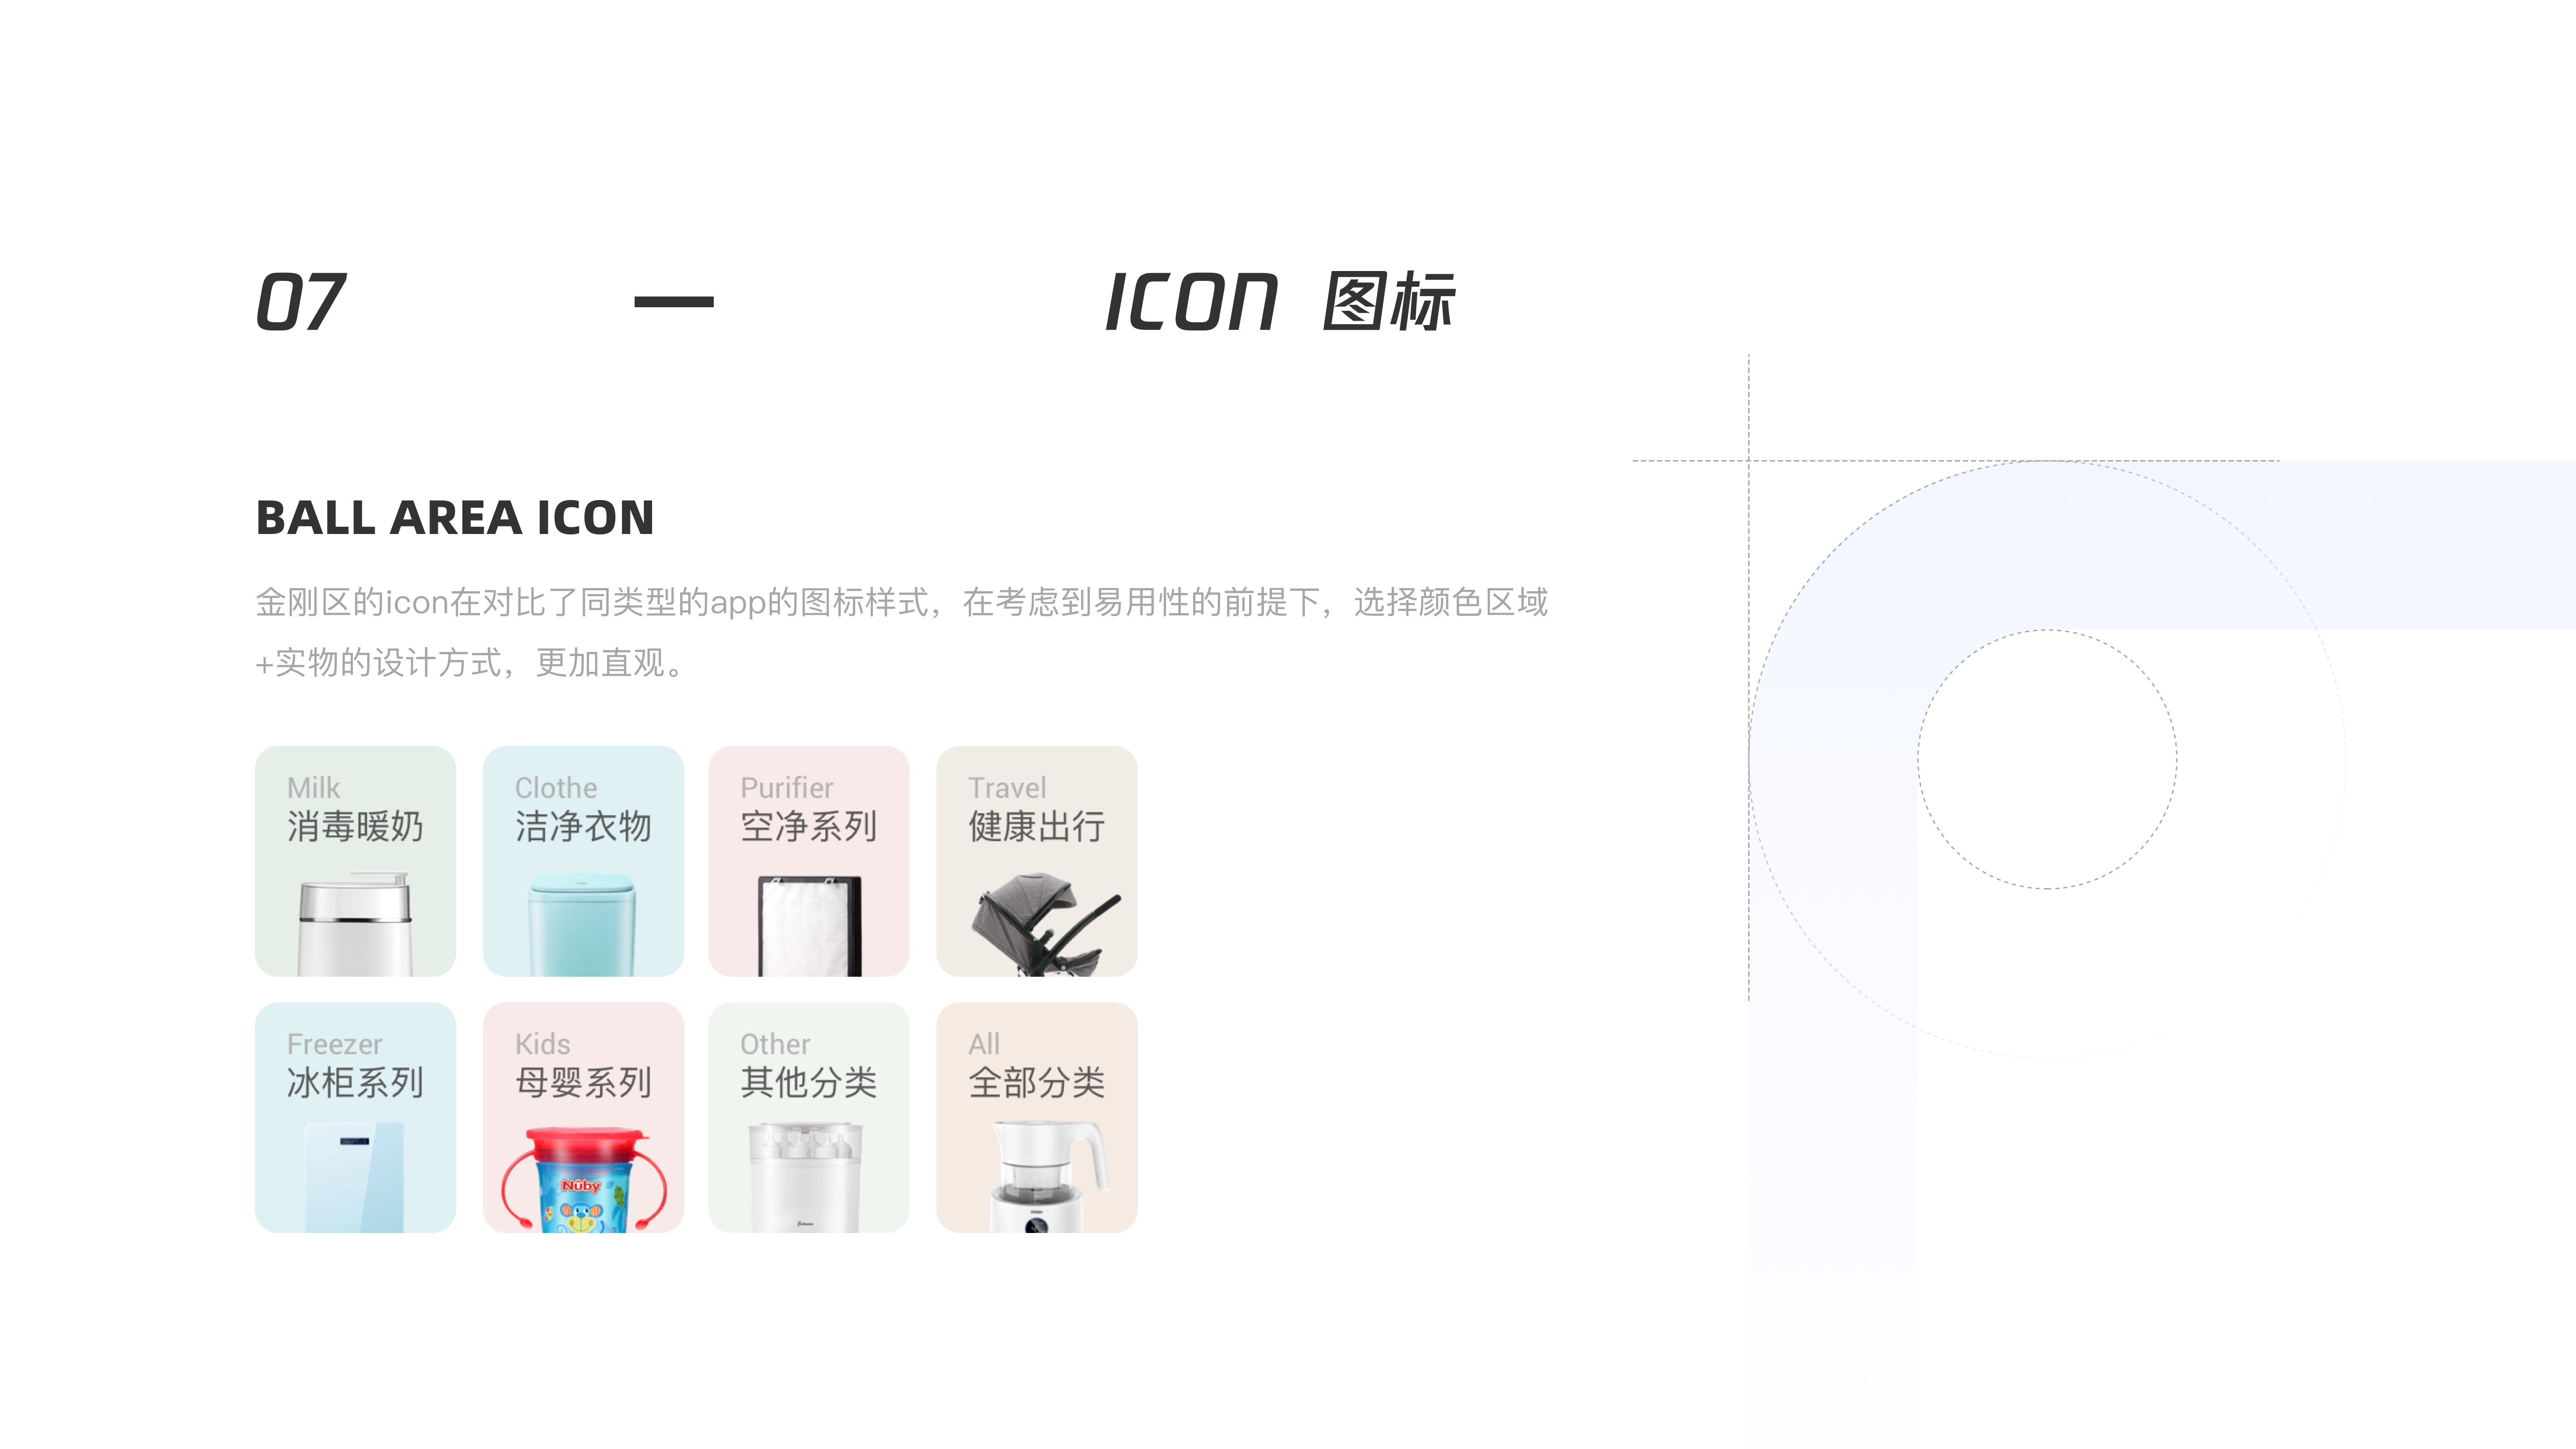 07 — ICON 图标
BALL AREA ICON
金刚区的icon在对比了同类型的app的图标样式，在考虑到易用性的前提下，选择颜色区域
+实物的设计方式，更加直观。
Milk
消毒暖奶
Clothe
洁净衣物
Purifier
空净系列
Travel
健康出行
Freezer
冰柜系列
Kids
母婴系列
Nûby
Other
其他分类
All
全部分类
Haier